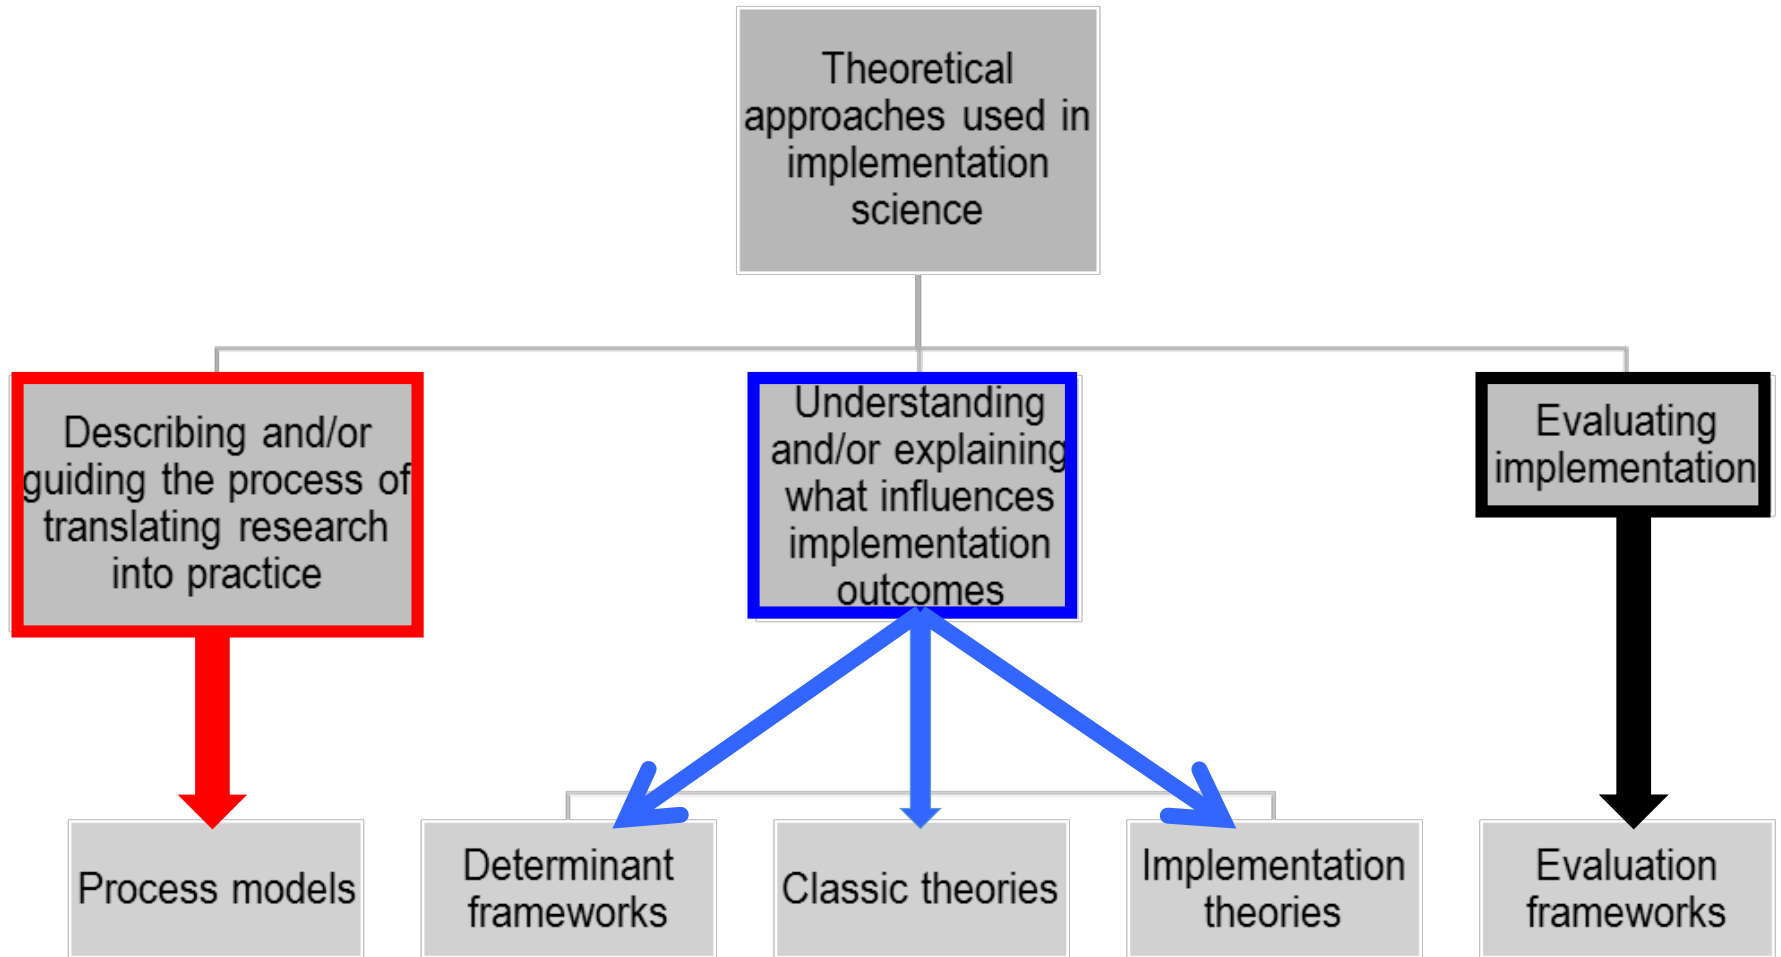 Theoretical
approaches used in
implementation
science
Describing and/or
guiding the process of
translating research
into practice
Understanding
and/or explaining
what influences
implementation
outcomes
Evaluating
implementation
Process models
Determinant
frameworks
Classic theories
Implementation
theories
Evaluation
frameworks